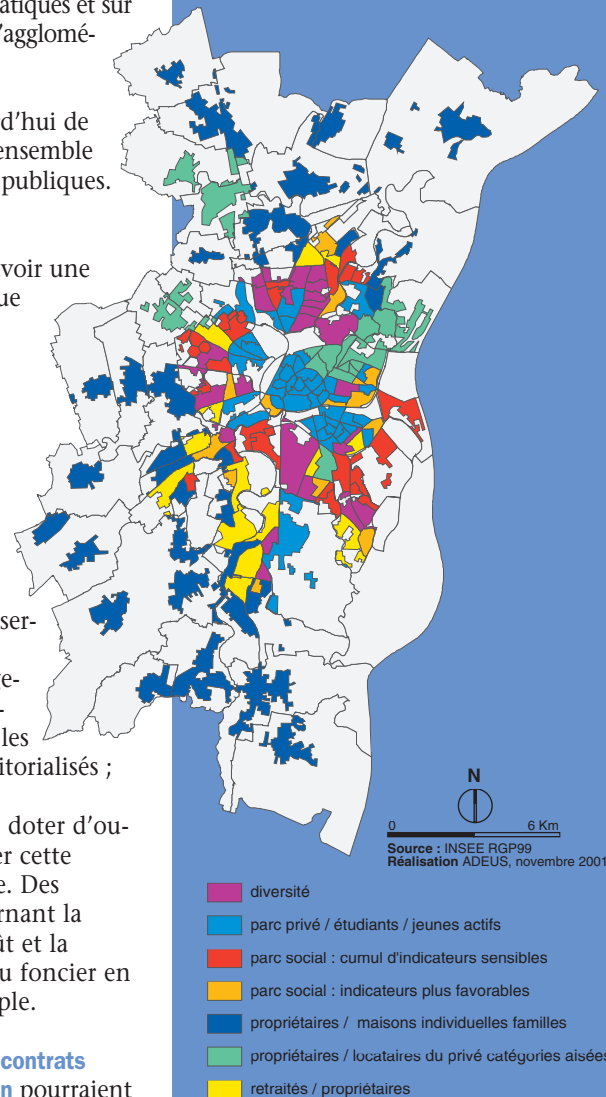 atiques et sur
'agglomé-
d'hui de
ensemble
publiques.
voir une
que
ser-
ge-
-
les
itorialisés ;
doter d'ou-
er cette
e. Des
rnant la
ût et la
u foncier en
ple.
contrats
n pourraient
N
0 6 Km
Source : INSEE RGP99
Réalisation ADEUS, novembre 2001
diversité
parc privé / étudiants / jeunes actifs
parc social : cumul d'indicateurs sensibles
parc social : indicateurs plus favorables
propriétaires / maisons individuelles familles
propriétaires / locataires du privé catégories aisées
retraités / propriétaires